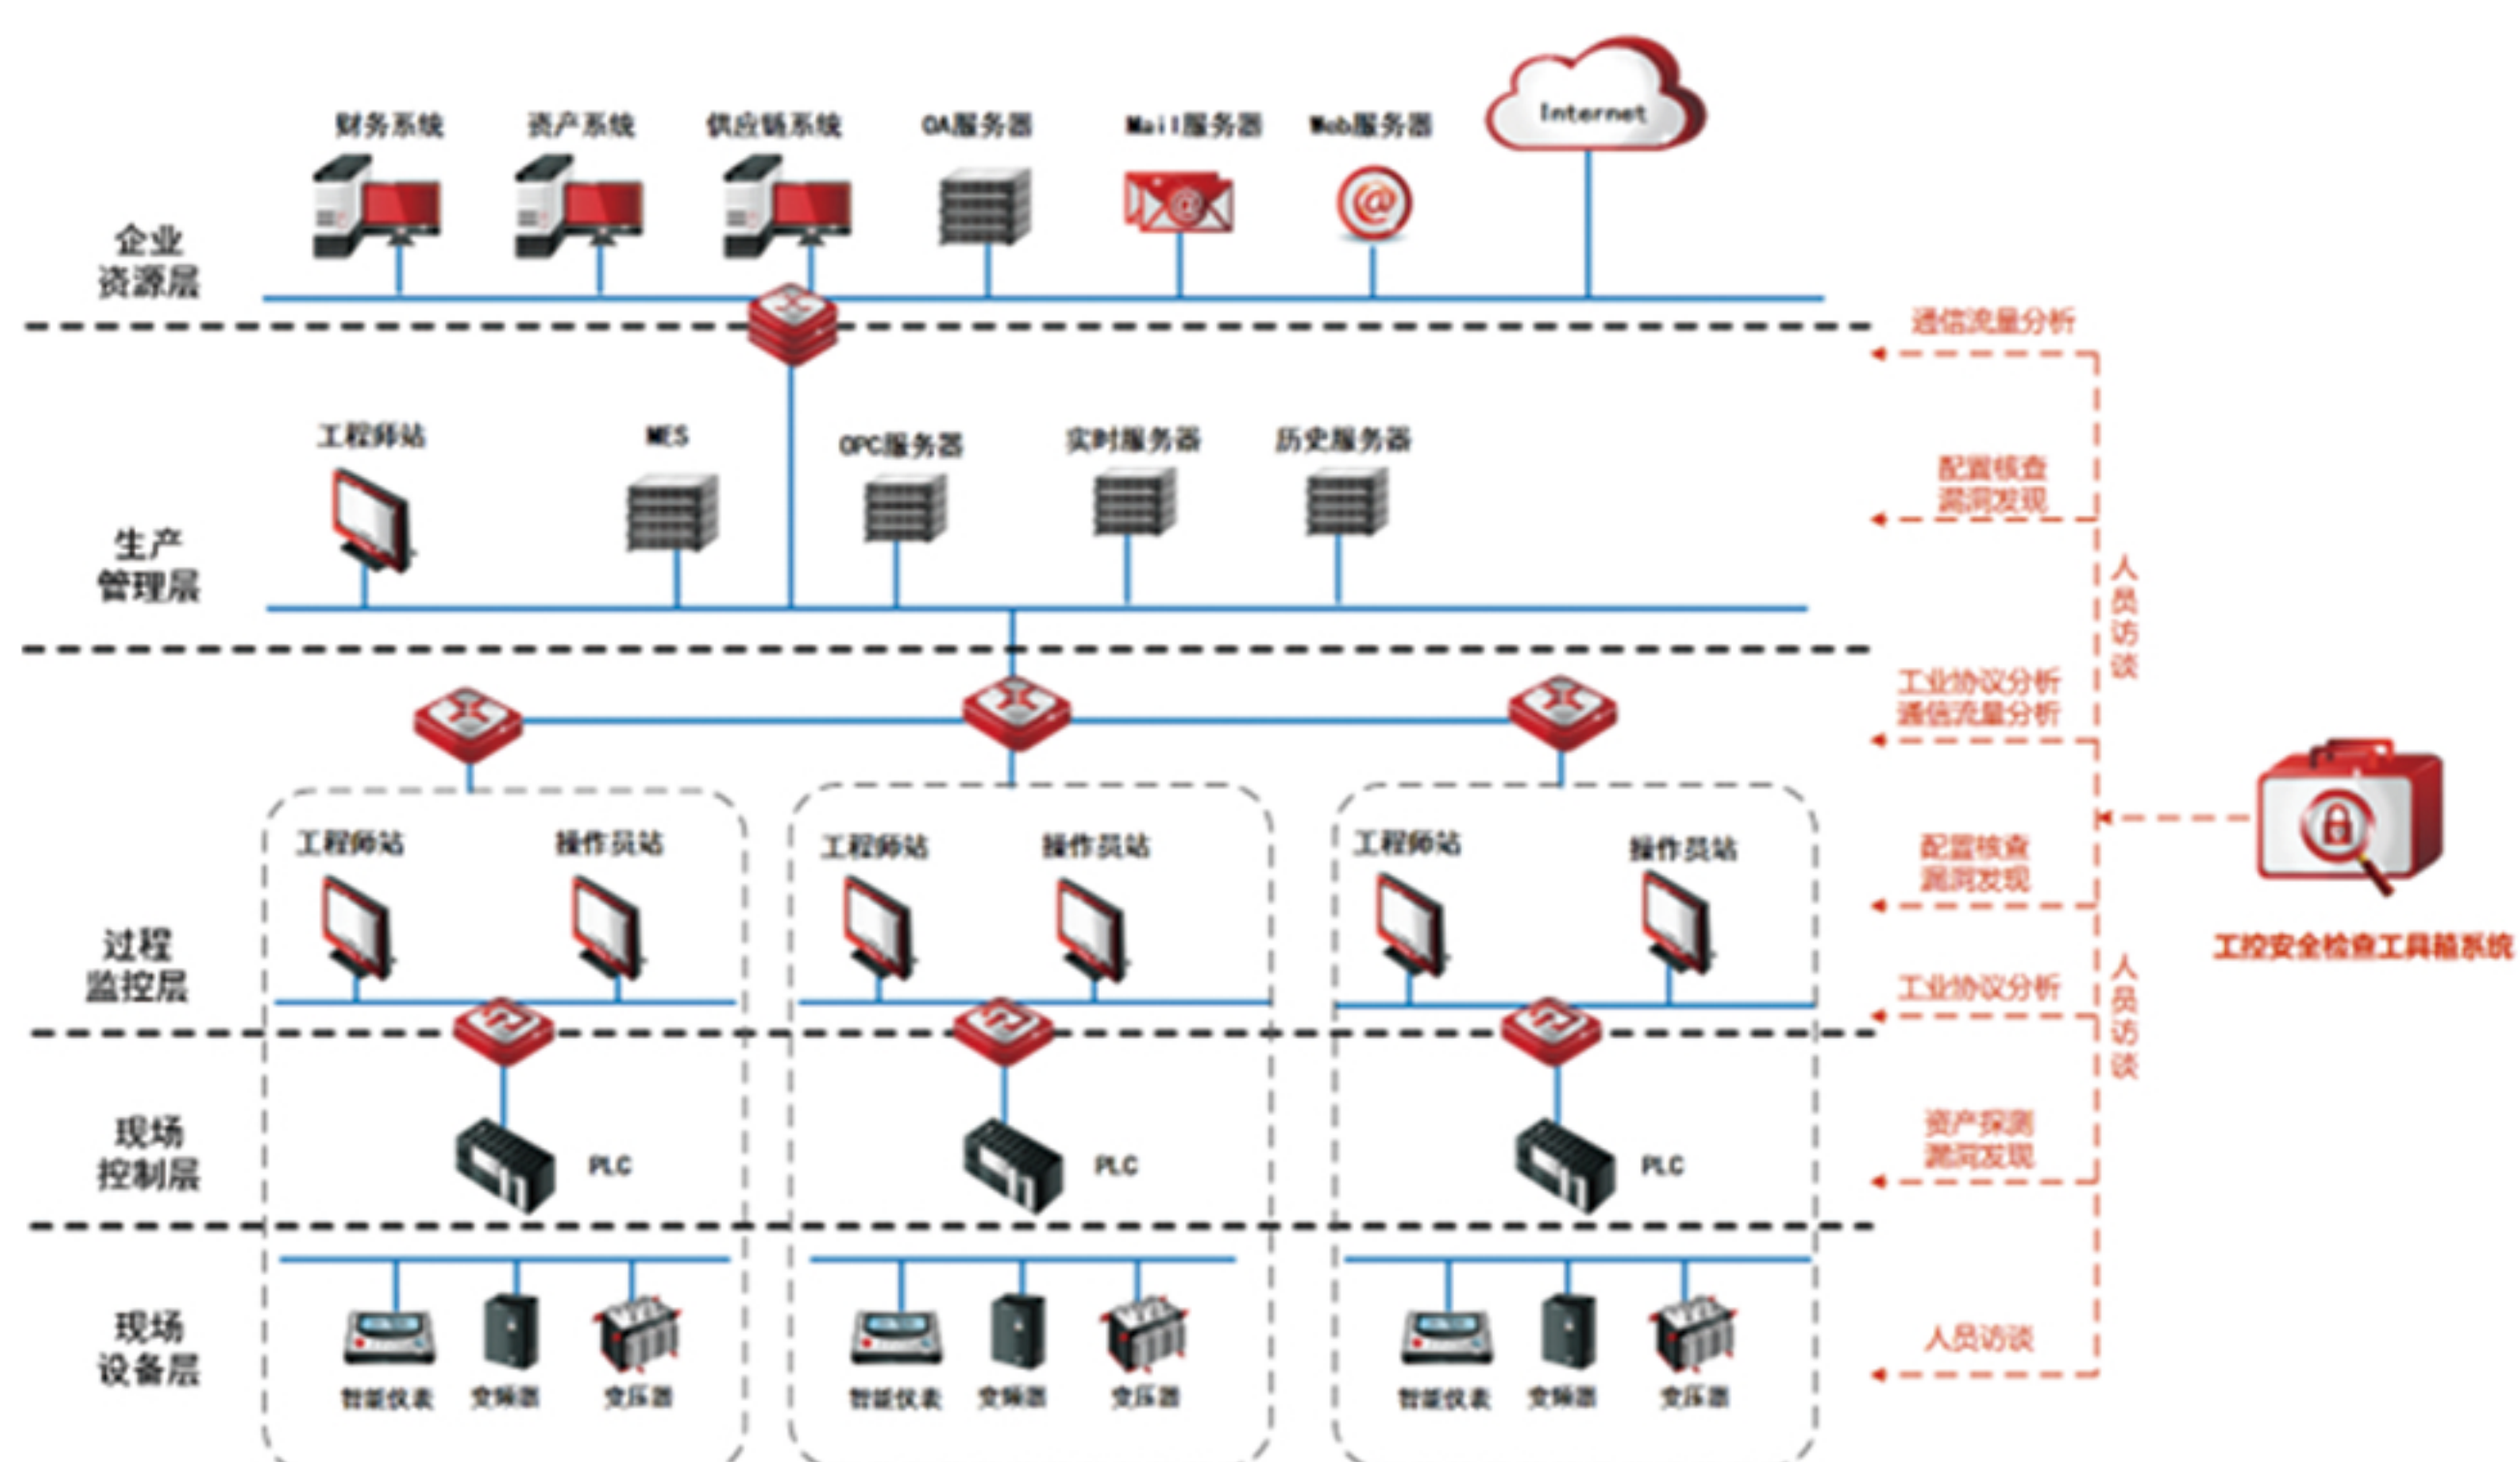 财务系统
资产系统
供应链系统
OA服务器
Mail服务器
Web服务器
Internet
企业
资源层
通信流量分析
工程师站
MES
OPC服务器
实时服务器
历史服务器
配置核查
漏洞发现
生产
管理层
人员访谈
工业协议分析
通信流量分析
工程师站
操作员站
工程师站
操作员站
工程师站
操作员站
配置核查
漏洞发现
过程
监控层
工控安全检查工具箱系统
工业协议分析
人员访谈
现场
控制层
PLC
PLC
PLC
资产探测
漏洞发现
现场
设备层
智能仪表
变频器
变压器
智能仪表
变频器
变压器
智能仪表
变频器
变压器
人员访谈